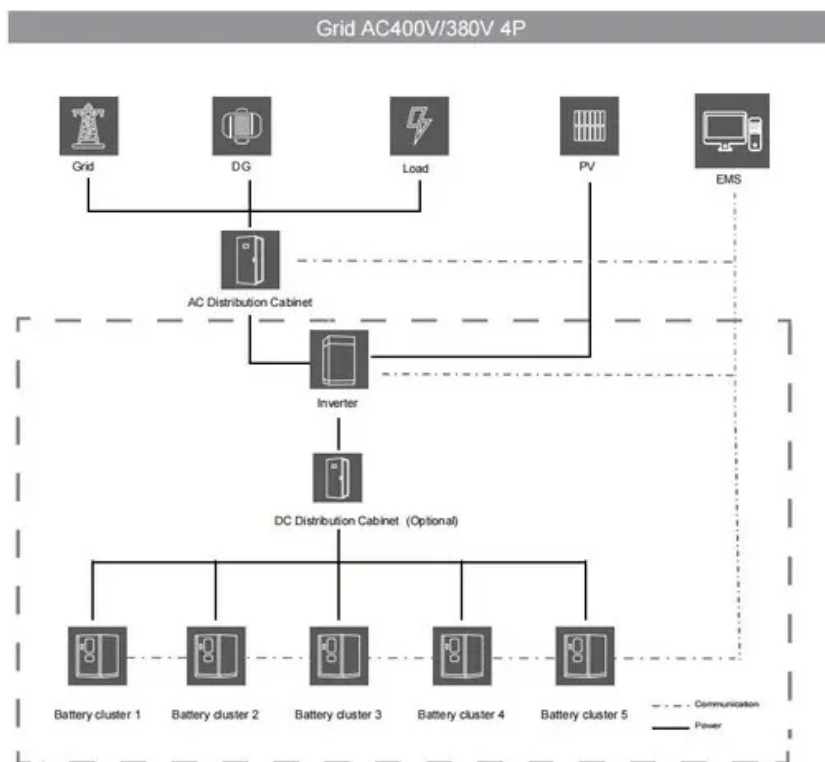 Grid AC400V/380V 4P
Grid
DG
Load
PV
EMS
AC Distribution Cabinet
Inverter
DC Distribution Cabinet (Optional)
Battery cluster 1
Battery cluster 2
Battery cluster 3
Battery cluster 4
Battery cluster 5
Communication
Power